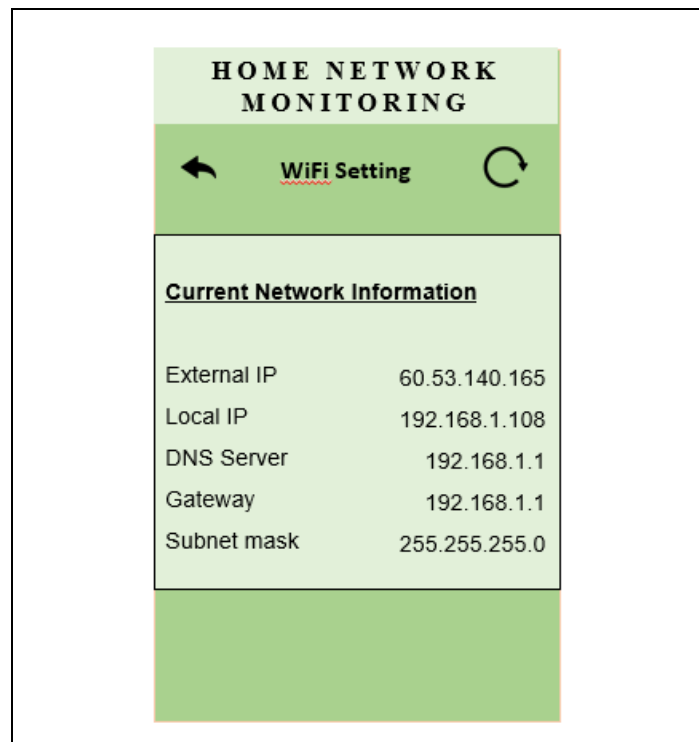 HOME NETWORK
MONITORING
WiFi Setting
Current Network Information
External IP 60.53.140.165
Local IP 192.168.1.108
DNS Server 192.168.1.1
Gateway 192.168.1.1
Subnet mask 255.255.255.0